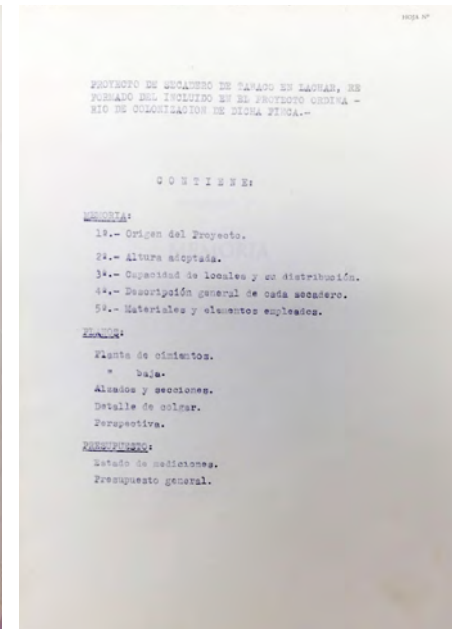 HOJA Nº
PROYECTO DE SECADERO DE TABACO EN LACHAR, RE
FORMADO DEL INCLUIDO EN EL PROYECTO ORDINA -
RIO DE COLONIZACION DE DICHA FINCA.-
C O N T I E N E:
MEMORIA:
1º.- Origen del Proyecto.
2º.- Altura adoptada.
3º.- Capacidad de locales y su distribución.
4º.- Descripción general de cada secadero.
5º.- Materiales y elementos empleados.
PLANOS:
Planta de cimientos.
" baja.
Alzados y secciones.
Detalle de colgar.
Perspectiva.
PRESUPUESTO:
Estado de mediciones.
Presupuesto general.